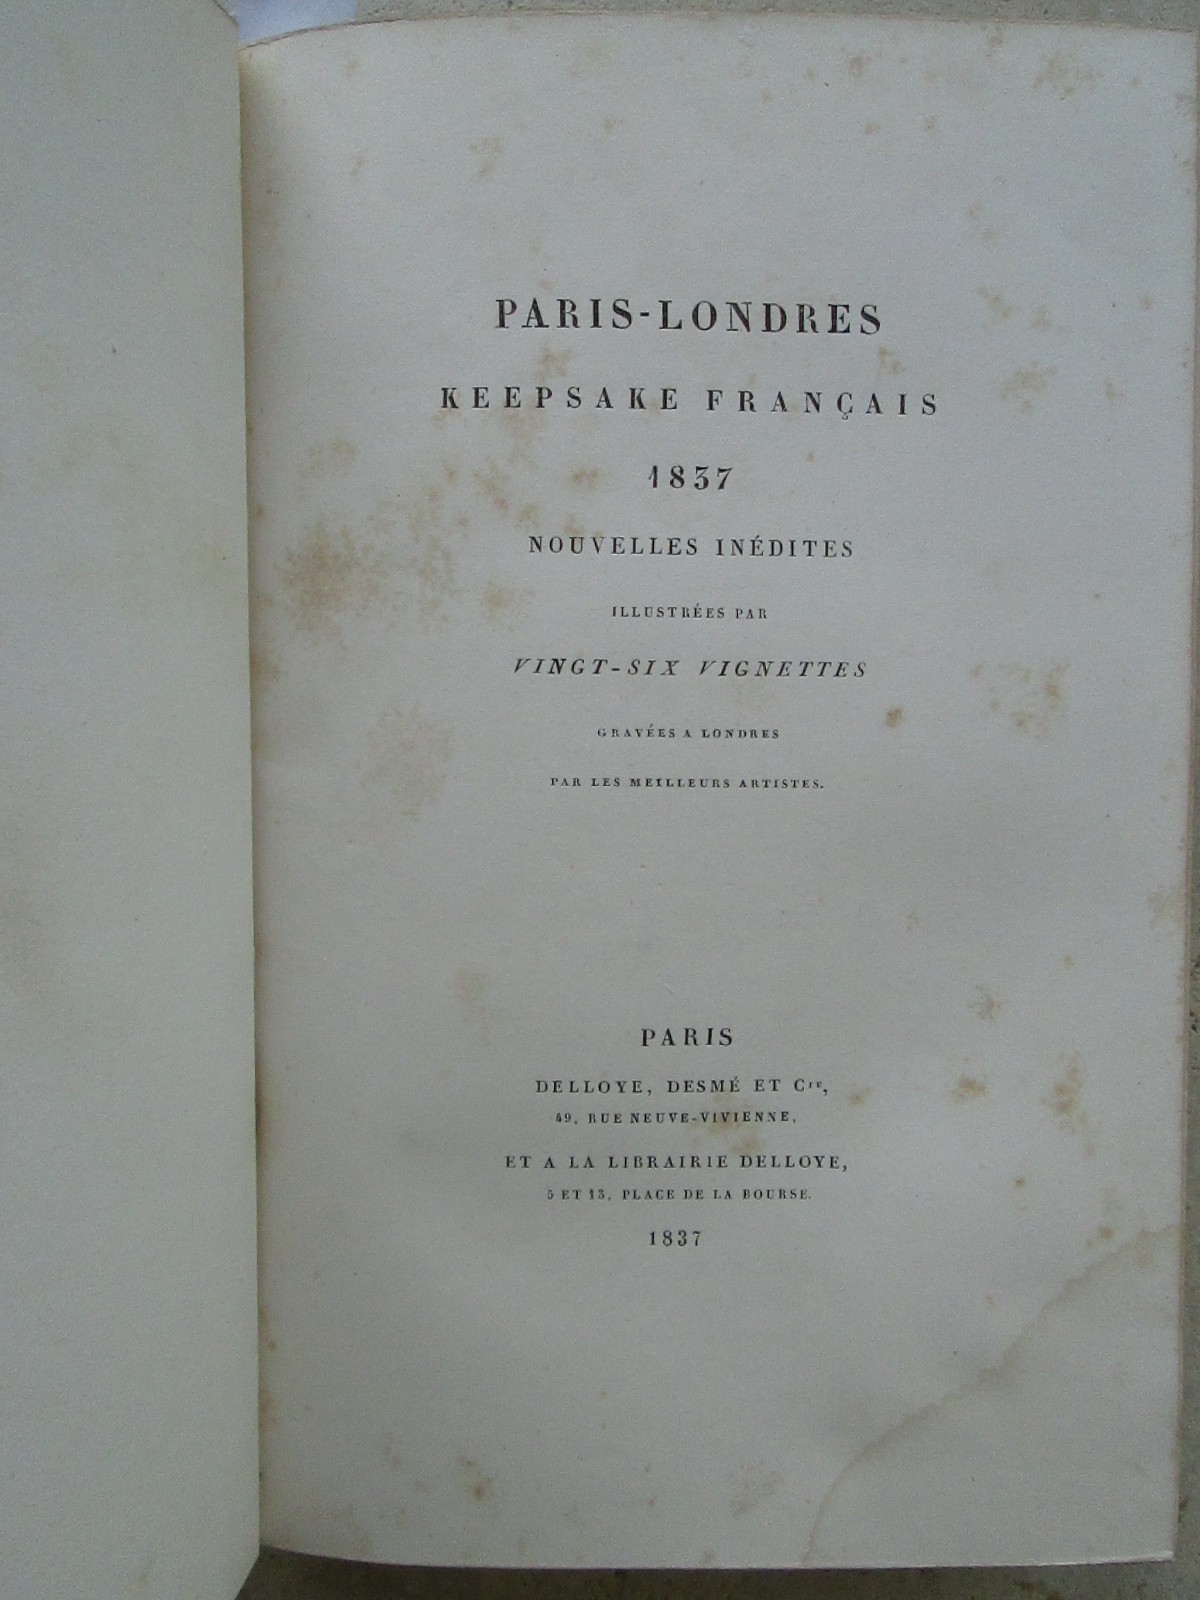 PARIS-LONDRES
KEEPSAKE FRANÇAIS
1837
NOUVELLES INÉDITES
ILLUSTRÉES PAR
VINGT-SIX VIGNETTES
GRAVÉES A LONDRES
PAR LES MEILLEURS ARTISTES.
PARIS
DELLOYE, DESMÉ ET Cie,
49, RUE NEUVE-VIVIENNE,
ET A LA LIBRAIRIE DELLOYE,
5 ET 13, PLACE DE LA BOURSE.
1837